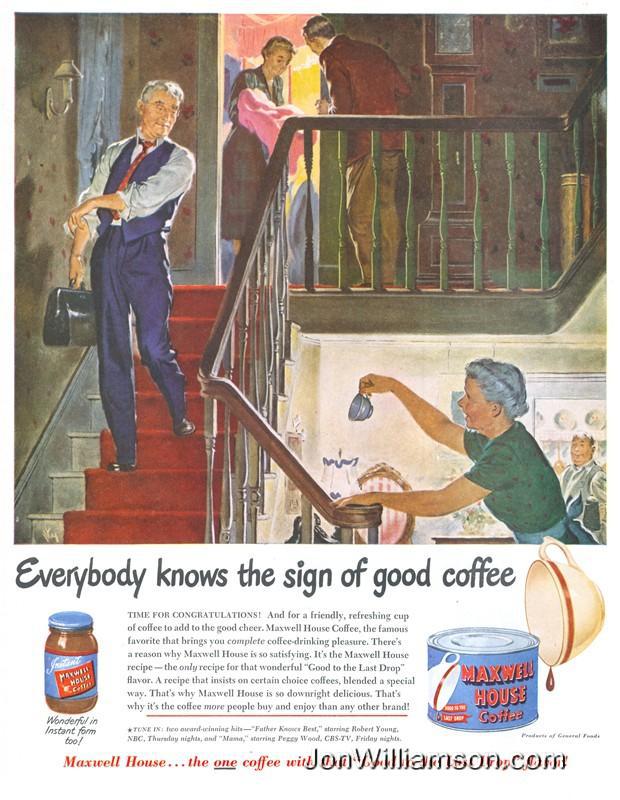 Everybody knows the sign of good coffee
TIME FOR CONGRATULATIONS! And for a friendly, refreshing cup
of coffee to add to the good cheer. Maxwell House Coffee, the famous
favorite that brings you complete coffee-drinking pleasure. There's
a reason why Maxwell House is so satisfying. It's the Maxwell House
recipe—the only recipe for that wonderful "Good to the Last Drop"
flavor. A recipe that insists on certain choice coffees, blended a special
way. That's why Maxwell House is so downright delicious. That's
why it's the coffee more people buy and enjoy than any other brand!
★TUNE IN: two award-winning hits—"Father Knows Best," starring Robert Young,
NBC, Thursday nights, and "Mama," starring Peggy Wood, CBS-TV, Friday nights.
Instant
MAXWELL
HOUSE
Coffee
Wonderful in
Instant form
too!
MAXWELL
HOUSE
Coffee
GOOD TO THE
LAST DROP
Products of General Foods
Maxwell House...the one coffee with
JonWilliamson.com